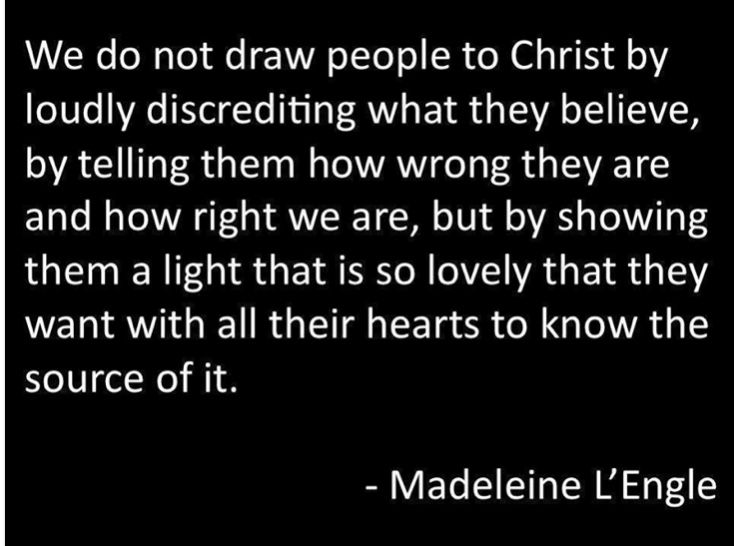 We do not draw people to Christ by
loudly discrediting what they believe,
by telling them how wrong they are
and how right we are, but by showing
them a light that is so lovely that they
want with all their hearts to know the
source of it.
- Madeleine L’Engle